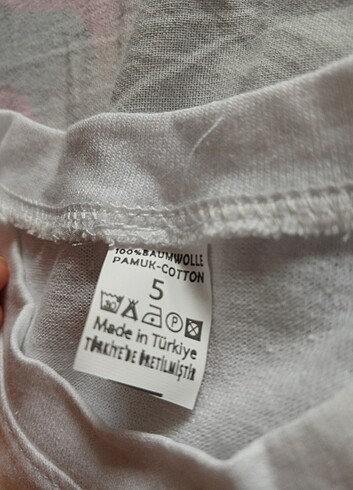 100% BAUMWOLLE
PAMUK-COTTON
5
P
Made in Türkiye
TÜRKİYE'DE ÜRETİLMİŞTİR